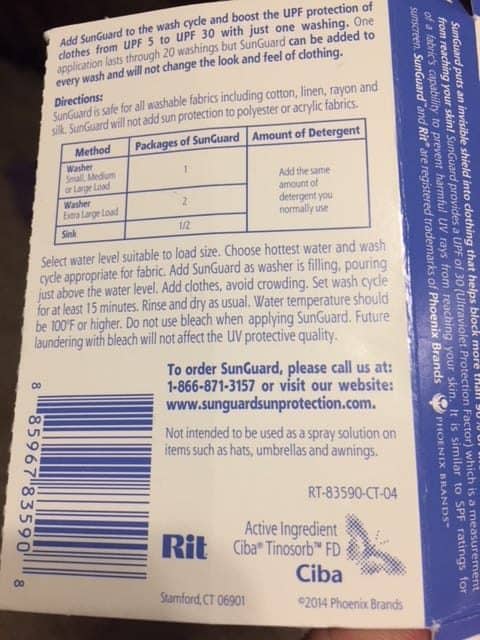 Add SunGuard to the wash cycle and boost the UPF protection of
clothes from UPF 5 to UPF 30 with just one washing. One
application lasts through 20 washings but SunGuard can be added to
every wash and will not change the look and feel of clothing.
Directions:
SunGuard is safe for all washable fabrics including cotton, linen, rayon and
silk. SunGuard will not add sun protection to polyester or acrylic fabrics.
Method Packages of SunGuard Amount of Detergent
Washer
Small, Medium
or Large Load
1
Washer
Extra Large Load
2
Sink
1/2
Add the same
amount of
detergent you
normally use
Select water level suitable to load size. Choose hottest water and wash
cycle appropriate for fabric. Add SunGuard as washer is filling, pouring
just above the water level. Add clothes, avoid crowding. Set wash cycle
for at least 15 minutes. Rinse and dry as usual. Water temperature should
be 100°F or higher. Do not use bleach when applying SunGuard. Future
laundering with bleach will not affect the UV protective quality.
To order SunGuard, please call us at:
1-866-871-3157 or visit our website:
www.sunguardsunprotection.com.
Not intended to be used as a spray solution on
items such as hats, umbrellas and awnings.
RT-83590-CT-04
8 85967 83590 8
Rit
Active Ingredient
Ciba® Tinosorb™ FD
Ciba
Stamford, CT 06901
©2014 Phoenix Brands
SunGuard puts an invisible shield into clothing that helps block more than
from reaching your skin! SunGuard provides a UPF of 30 (Ultraviolet Protection Factor) which is a measurement
of a fabric's capability to prevent harmful UV rays from reaching your skin. It is similar to SPF ratings for
sunscreen. SunGuard and Rit® are registered trademarks of Phoenix Brands
PHOENIX BRANDS